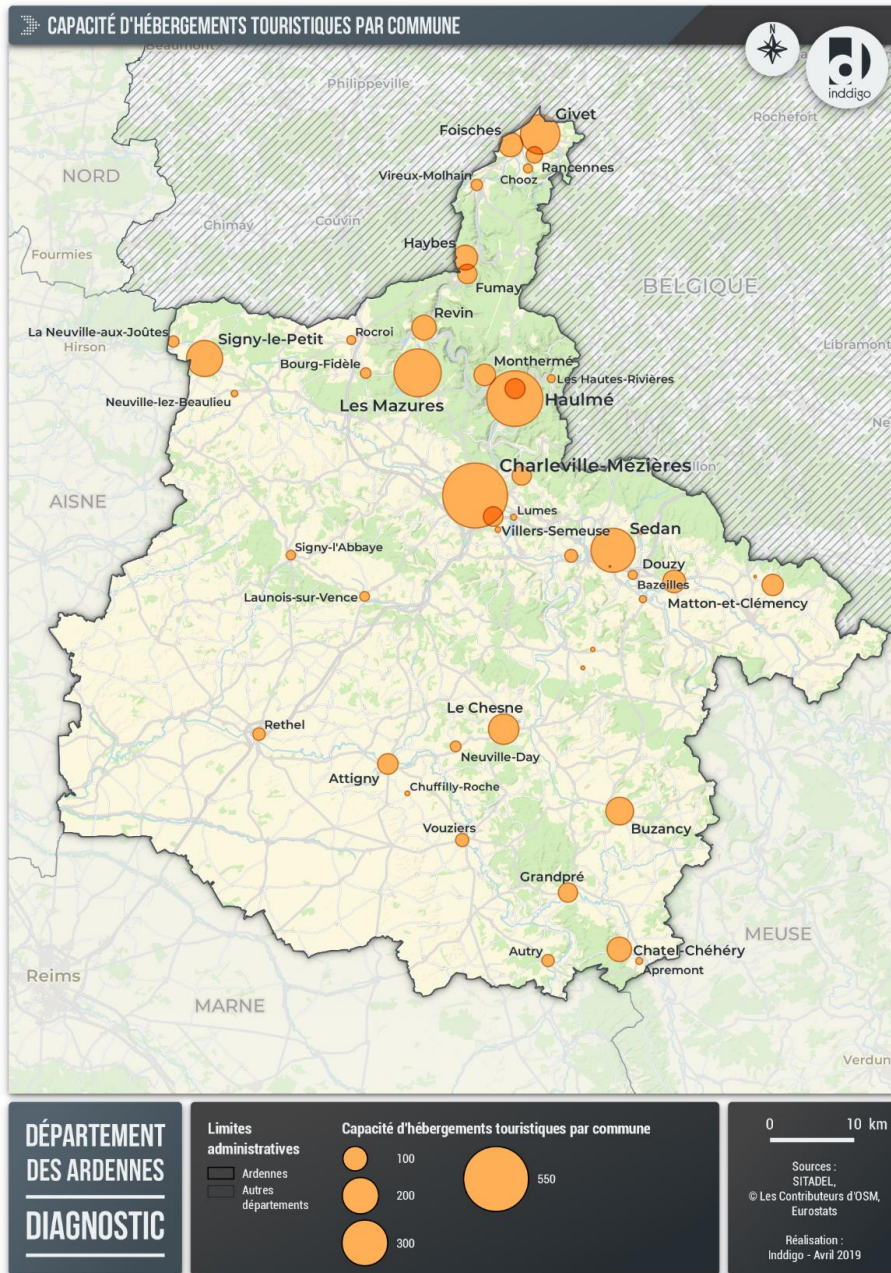 CAPACITÉ D'HÉBERGEMENTS TOURISTIQUES PAR COMMUNE
N
inddigo
Beaumont
Philippeville
Rochefort
Givet
Foisches
Rancennes
Chooz
Vireux-Molhain
NORD
Chimay
Couvin
Fourmies
Haybes
Fumay
BELGIQUE
Revin
La Neuville-aux-Joûtes
Hirson
Signy-le-Petit
Rocroi
Libramont
Bourg-Fidèle
Monthermé
Les Hautes-Rivières
Neuville-lez-Beaulieu
Les Mazures
Haulmé
Charleville-Mézières
AISNE
Lumes
Villers-Semeuse
Sedan
Signy-l'Abbaye
Douzy
Bazeilles
Launois-sur-Vence
Matton-et-Clémency
Le Chesne
Rethel
Neuville-Day
Attigny
Chuffilly-Roche
Vouziers
Buzancy
Grandpré
MEUSE
Autry
Chatel-Chéhéry
Apremont
Reims
MARNE
Verdun
DÉPARTEMENT
DES ARDENNES
DIAGNOSTIC
Limites
administratives
Ardennes
Autres
départements
Capacité d'hébergements touristiques par commune
100
200
300
550
0 10 km
Sources :
SITADEL,
© Les Contributeurs d'OSM,
Eurostats
Réalisation :
Inddigo - Avril 2019